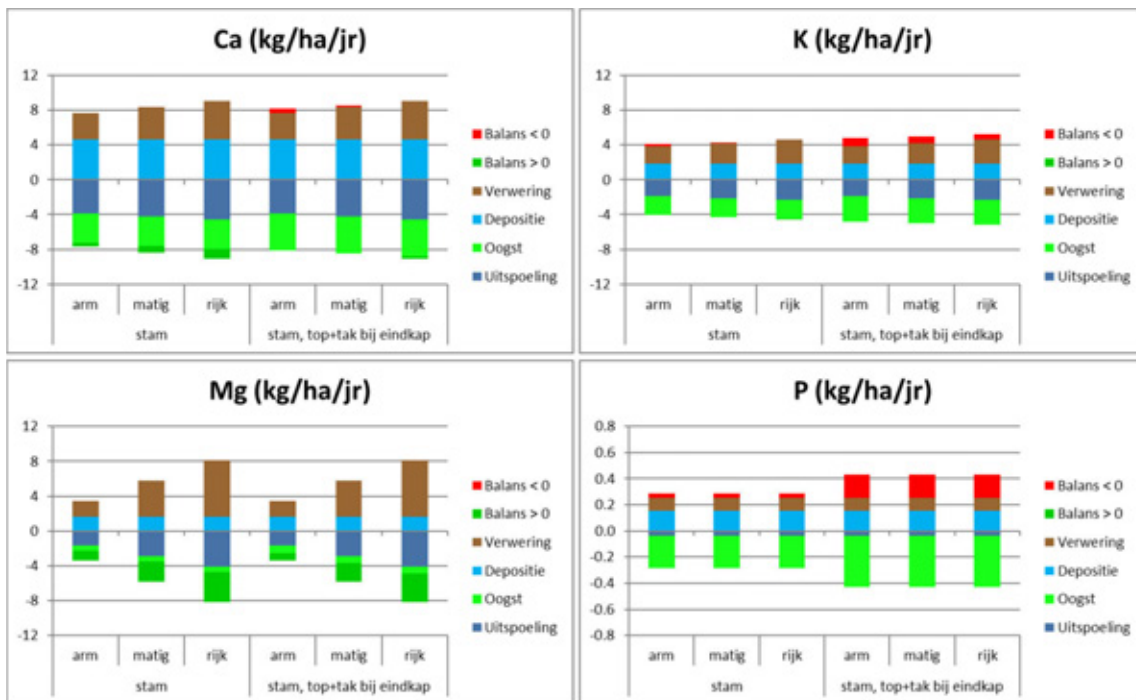 Ca (kg/ha/jr)
12
8
4
0
-4
-8
-12
arm matig rijk arm matig rijk
stam stam, top+tak bij eindkap
Balans < 0
Balans > 0
Verwering
Depositie
Oogst
Uitspoeling
K (kg/ha/jr)
12
8
4
0
-4
-8
-12
arm matig rijk arm matig rijk
stam stam, top+tak bij eindkap
Balans < 0
Balans > 0
Verwering
Depositie
Oogst
Uitspoeling
Mg (kg/ha/jr)
12
8
4
0
-4
-8
-12
arm matig rijk arm matig rijk
stam stam, top+tak bij eindkap
Balans < 0
Balans > 0
Verwering
Depositie
Oogst
Uitspoeling
P (kg/ha/jr)
0.8
0.6
0.4
0.2
0.0
-0.2
-0.4
-0.6
-0.8
arm matig rijk arm matig rijk
stam stam, top+tak bij eindkap
Balans < 0
Balans > 0
Verwering
Depositie
Oogst
Uitspoeling